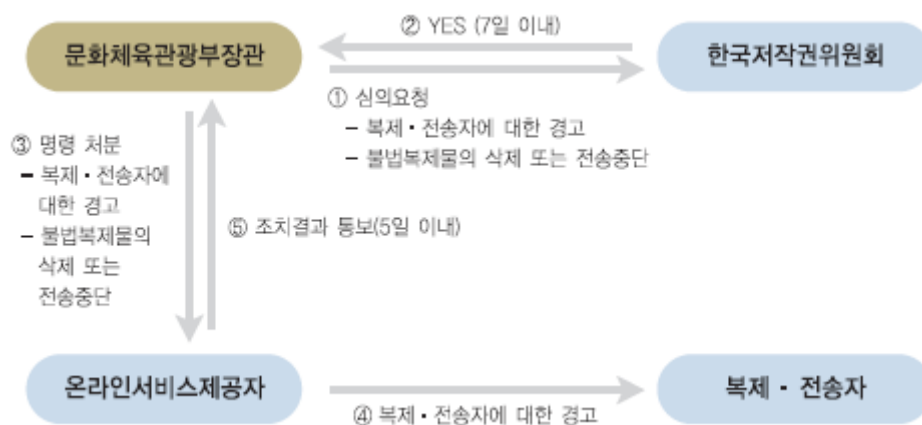 ② YES (7일 이내)
문화체육관광부장관
한국저작권위원회
① 심의요청
– 복제·전송자에 대한 경고
– 불법복제물의 삭제 또는 전송중단
③ 명령 처분
– 복제·전송자에
대한 경고
– 불법복제물의
삭제 또는
전송중단
⑤ 조치결과 통보(5일 이내)
온라인서비스제공자
복제·전송자
④ 복제·전송자에 대한 경고